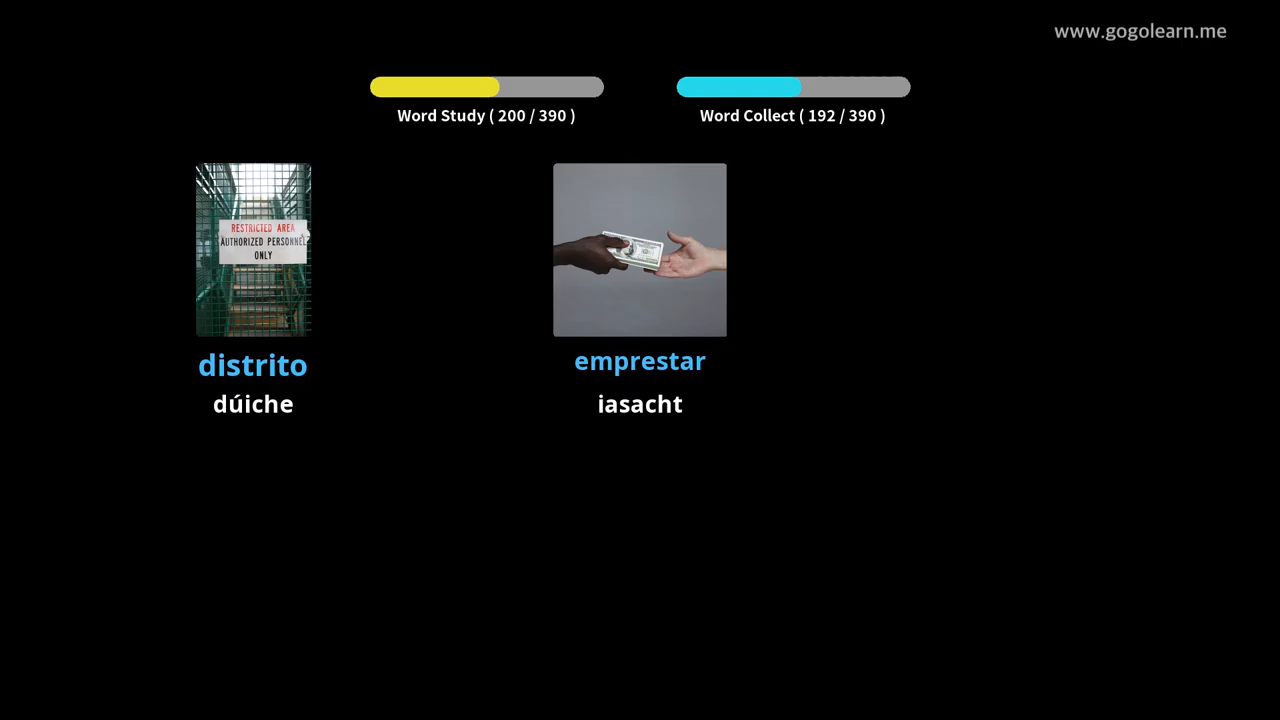 www.gogolearn.me
Word Study ( 200 / 390 )
Word Collect ( 192 / 390 )
RESTRICTED AREA
AUTHORIZED PERSONNEL
ONLY
distrito
emprestar
dúiche
iasacht